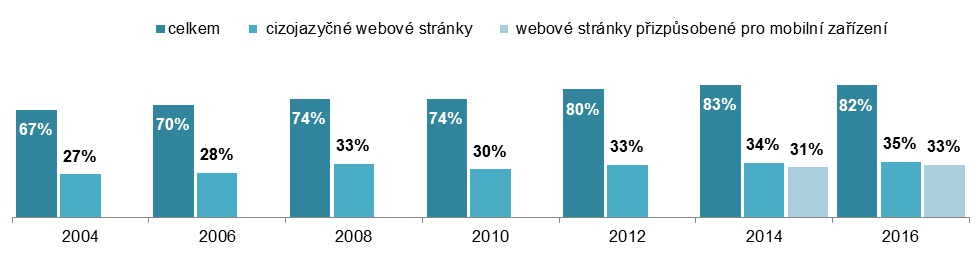 celkem cizojazyčné webové stránky webové stránky přizpůsobené pro mobilní zařízení
67% 27% 70% 28% 74% 33% 74% 30% 80% 33% 83% 34% 31% 82% 35% 33%
2004 2006 2008 2010 2012 2014 2016